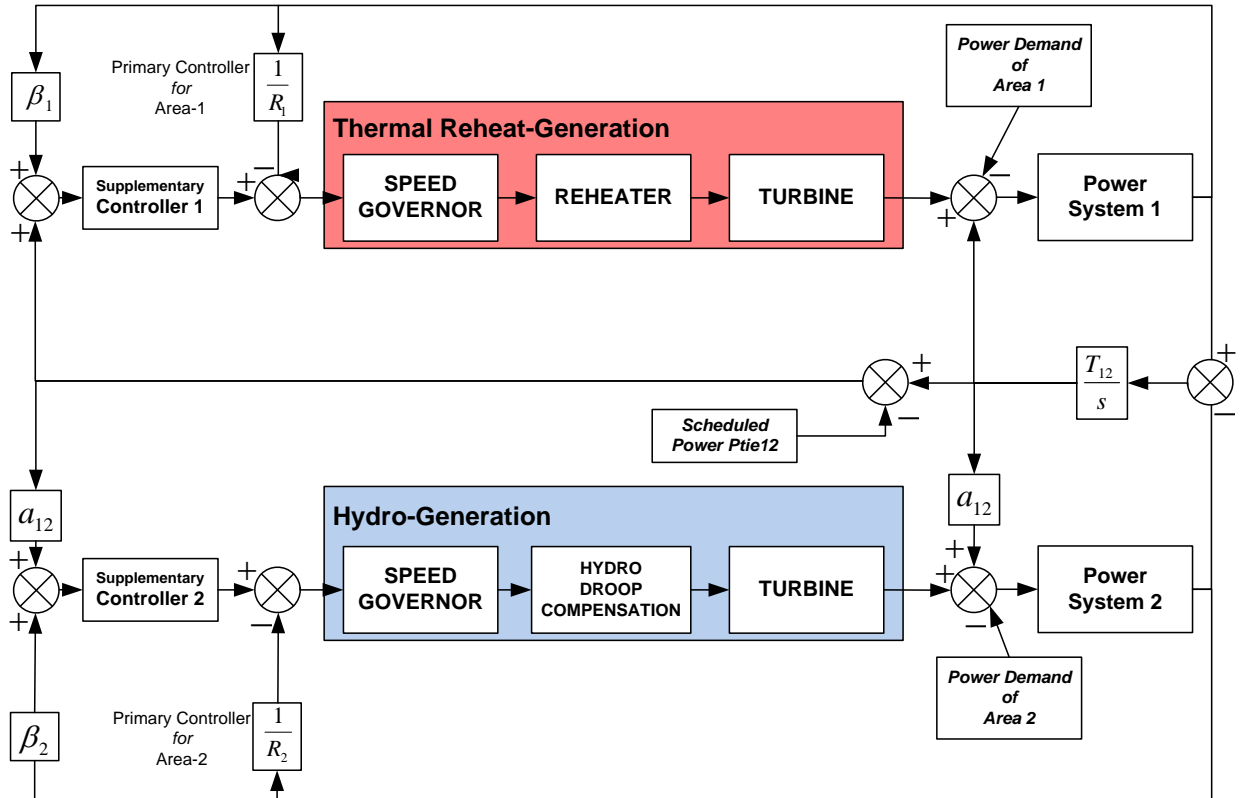 Primary Controller
for
Area-1
1
R1
Power Demand
of
Area 1
β1
Thermal Reheat-Generation
+
+
Supplementary
Controller 1
+
−
SPEED
GOVERNOR
REHEATER
TURBINE
−
+
Power
System 1
+
−
T12
s
+
−
Scheduled
Power Ptie12
a12
a12
Hydro-Generation
+
+
Supplementary
Controller 2
+
−
SPEED
GOVERNOR
HYDRO
DROOP
COMPENSATION
TURBINE
+
+
−
Power
System 2
Power Demand
of
Area 2
β2
Primary Controller
for
Area-2
1
R2